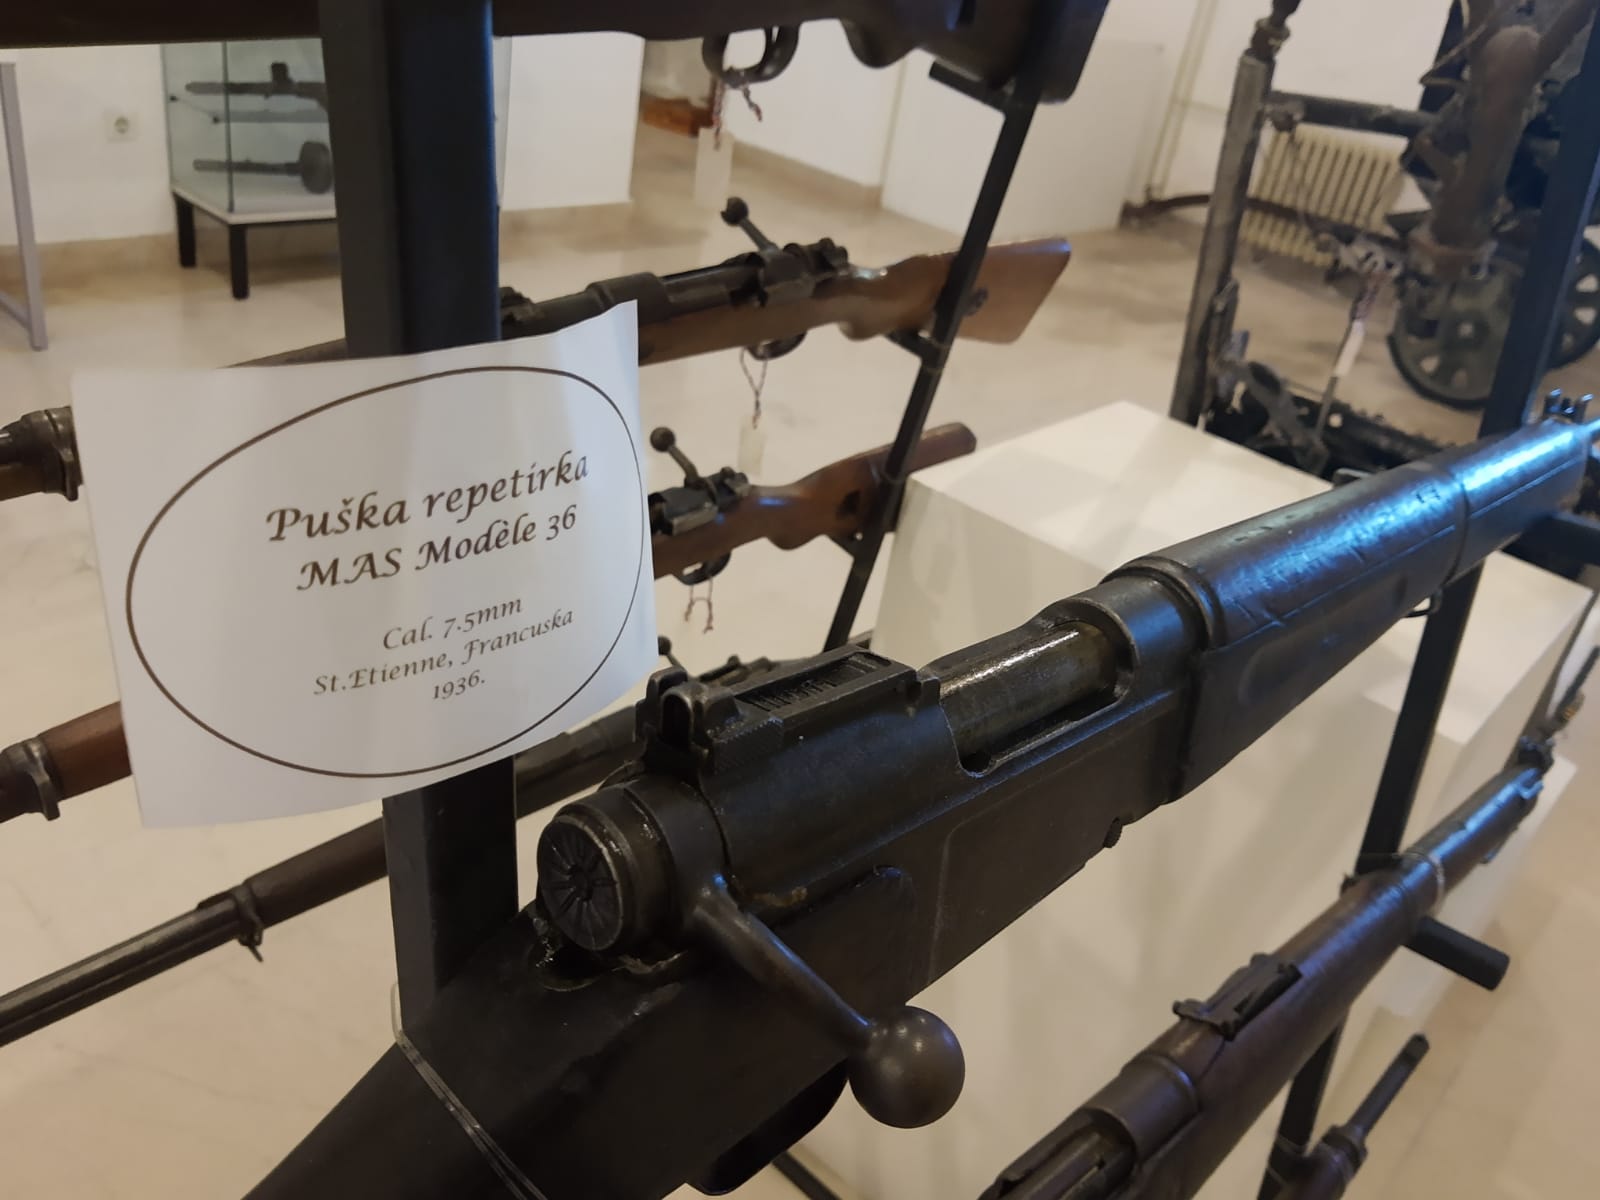 Puška repetirka
MAS Modèle 36
Cal. 7.5mm
St.Etienne, Francuska
1936.